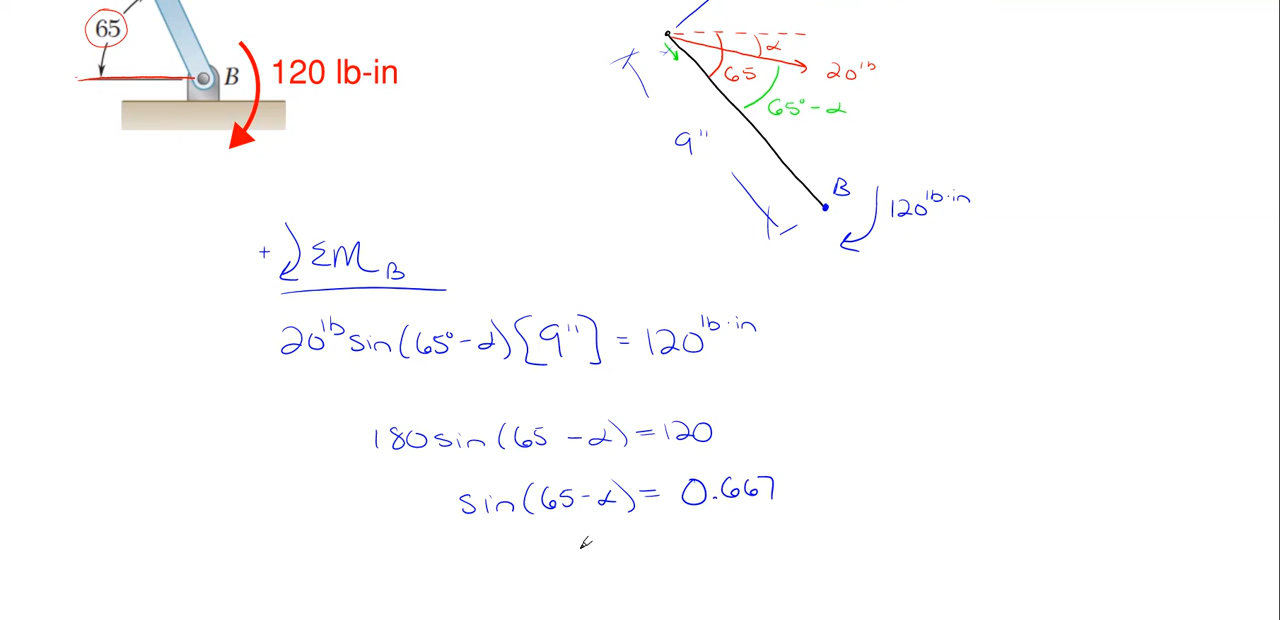 65
B
120 lb-in
α
65
20 lb
65° - α
9"
B
120 lb·in
+ ΣM B
20 lb sin(65° - α) [9"] = 120 lb·in
180 sin(65 - α) = 120
sin(65 - α) = 0.667